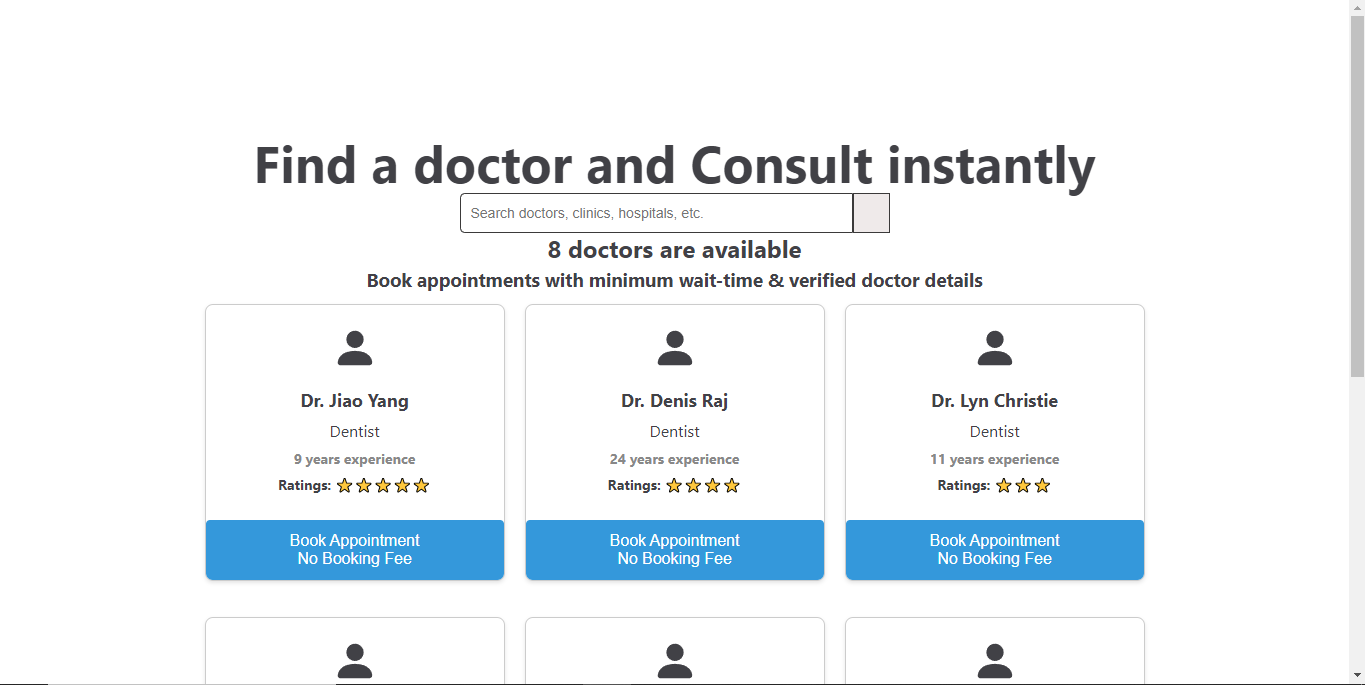 Find a doctor and Consult instantly
Search doctors, clinics, hospitals, etc.
8 doctors are available
Book appointments with minimum wait-time & verified doctor details
Dr. Jiao Yang
Dentist
9 years experience
Ratings:
Book Appointment
No Booking Fee
Dr. Denis Raj
Dentist
24 years experience
Ratings:
Book Appointment
No Booking Fee
Dr. Lyn Christie
Dentist
11 years experience
Ratings:
Book Appointment
No Booking Fee